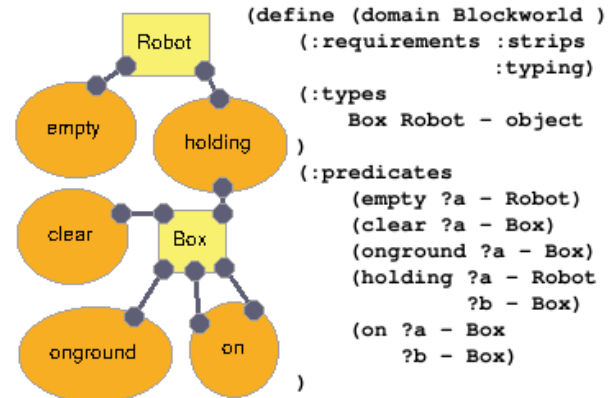 Robot
empty
holding
clear
Box
onground
on
(define (domain Blockworld )
(:requirements :strips
:typing)
(:types
Box Robot - object
)
(:predicates
(empty ?a - Robot)
(clear ?a - Box)
(onground ?a - Box)
(holding ?a - Robot
?b - Box)
(on ?a - Box
?b - Box)
)